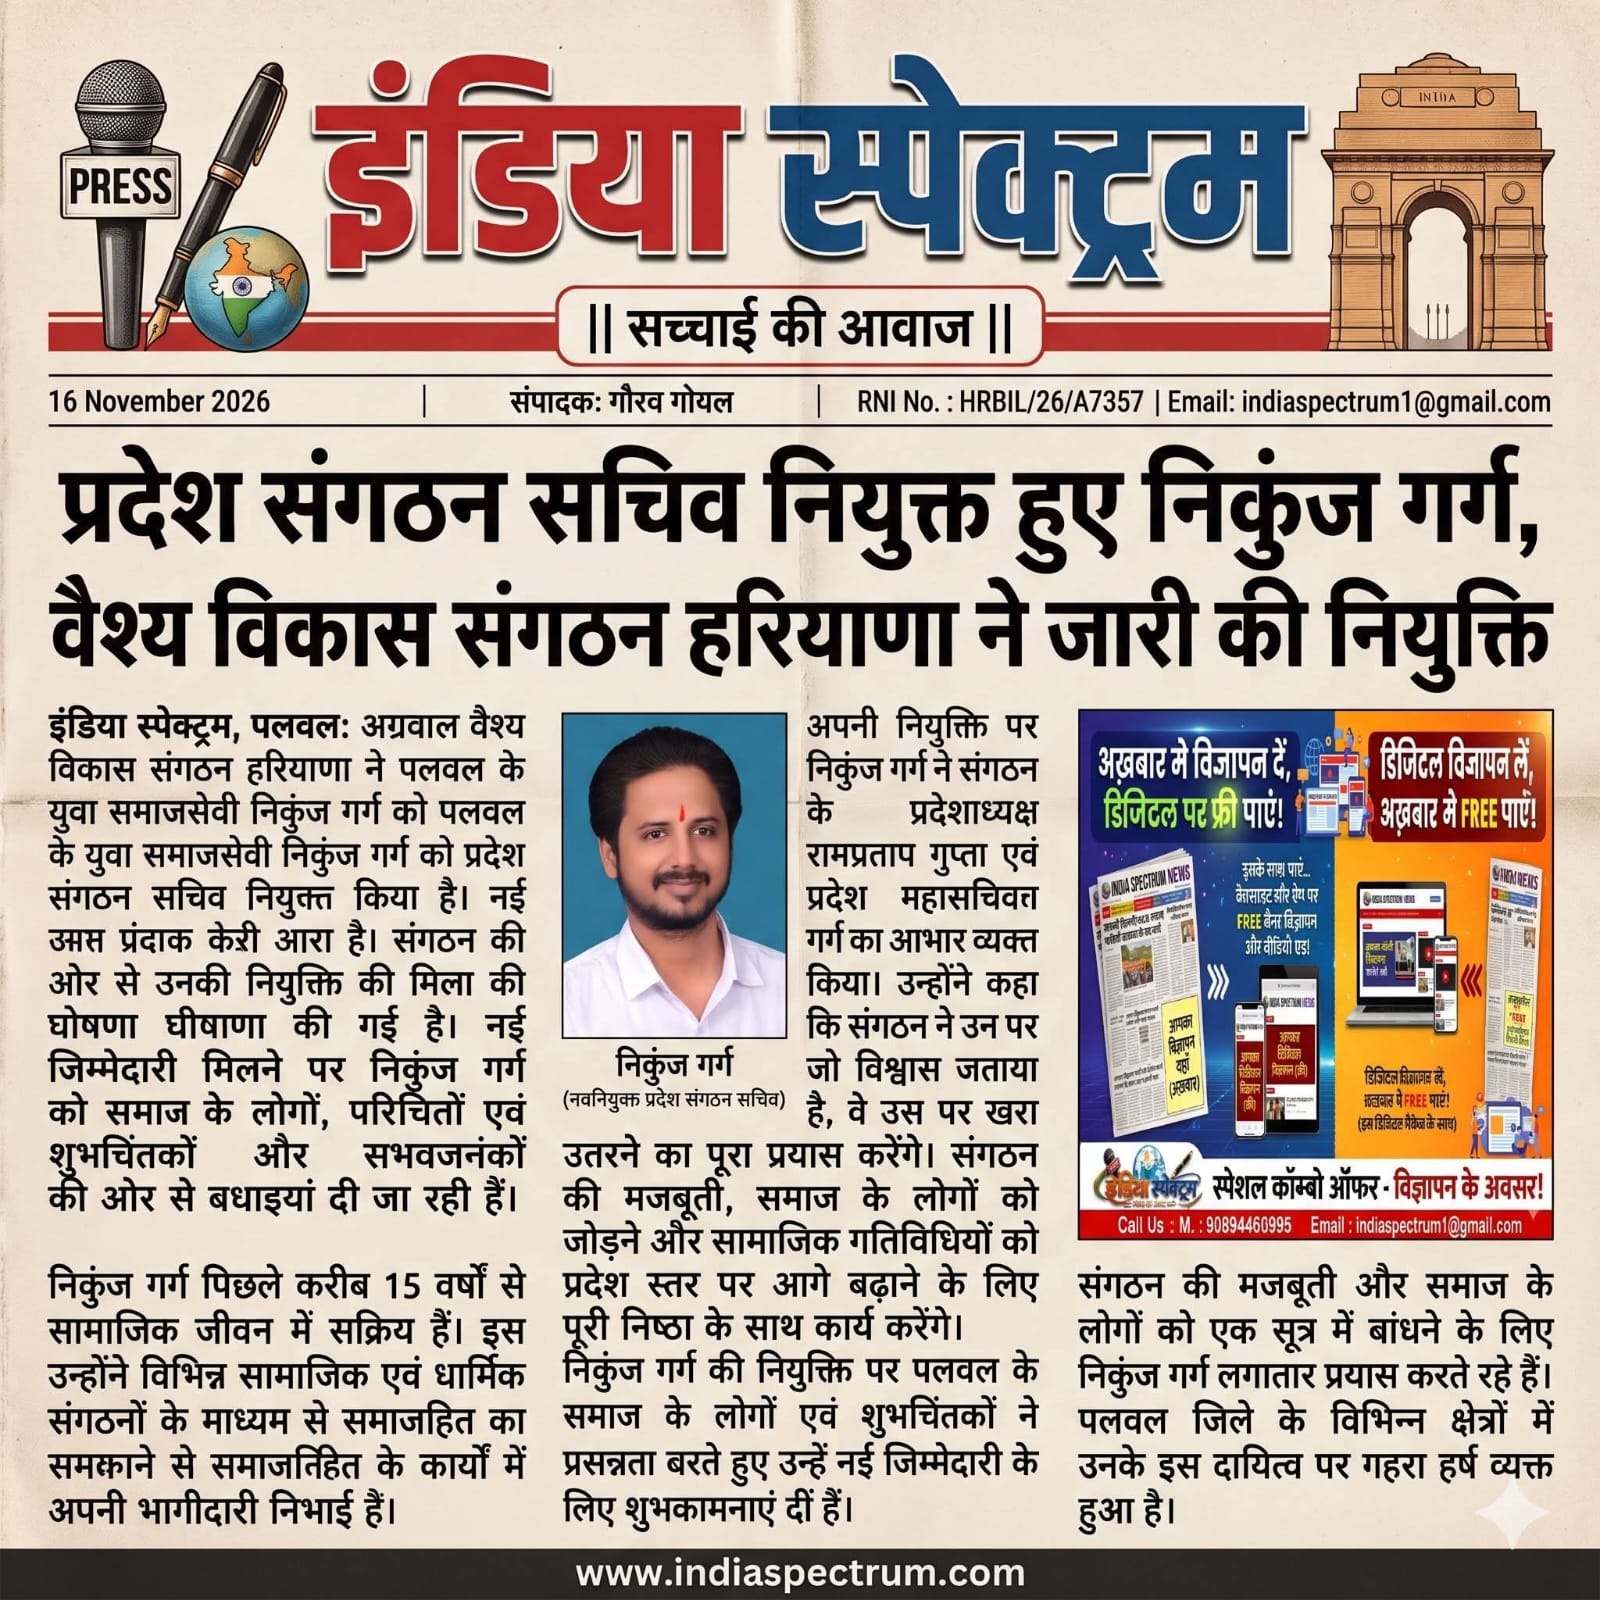 PRESS
इंडिया स्पेक्ट्रम
INDIA
|| सच्चाई की आवाज ||
16 November 2026 | संपादक: गौरव गोयल | RNI No. : HRBIL/26/A7357 | Email: indiaspectrum1@gmail.com
प्रदेश संगठन सचिव नियुक्त हुए निकुंज गर्ग,
वैश्य विकास संगठन हरियाणा ने जारी की नियुक्ति
इंडिया स्पेक्ट्रम, पलवल: अग्रवाल वैश्य
विकास संगठन हरियाणा ने पलवल के
युवा समाजसेवी निकुंज गर्ग को पलवल
के युवा समाजसेवी निकुंज गर्ग को प्रदेश
संगठन सचिव नियुक्त किया है। नई
प्रंदाक आरा है। संगठन की
ओर से उनकी नियुक्ति की मिला की
घोषणा घीषाणा की गई है। नई
जिम्मेदारी मिलने पर निकुंज गर्ग
को समाज के लोगों, परिचितों एवं
शुभचिंतकों और सभवजनंकों
की ओर से बधाइयां दी जा रही हैं।
निकुंज गर्ग पिछले करीब 15 वर्षों से
सामाजिक जीवन में सक्रिय हैं। इस
उन्होंने विभिन्न सामाजिक एवं धार्मिक
संगठनों के माध्यम से समाजहित का
से के कार्यों में
अपनी भागीदारी निभाई हैं।
निकुंज गर्ग
(नवनियुक्त प्रदेश संगठन सचिव)
अपनी नियुक्ति पर
निकुंज गर्ग ने संगठन
के प्रदेशाध्यक्ष
रामप्रताप गुप्ता एवं
प्रदेश महासचिवत
गर्ग का आभार व्यक्त
किया। उन्होंने कहा
कि संगठन ने उन पर
जो विश्वास जताया
है, वे उस पर खरा
उतरने का पूरा प्रयास करेंगे। संगठन
की मजबूती, समाज के लोगों को
जोड़ने और सामाजिक गतिविधियों को
प्रदेश स्तर पर आगे बढ़ाने के लिए
पूरी निष्ठा के साथ कार्य करेंगे।
निकुंज गर्ग की नियुक्ति पर पलवल के
समाज के लोगों एवं शुभचिंतकों ने
प्रसन्नता बरते हुए उन्हें नई जिम्मेदारी के
लिए शुभकामनाएं दीं हैं।
अख़बार मे विज्ञापन दें,
डिजिटल पर फ्री पाएं!
डिजिटल विज्ञापन लें,
अख़बार मे FREE पाएँ!
INDIA SPECTRUM NEWS
FREE बैनर विज्ञापन
और वीडियो एड!
आपका
विज्ञापन
यहाँ
(अख़बार)
INDIA SPECTRUM NEWS
FREE
इंडिया स्पेक्ट्रम
स्पेशल कॉम्बो ऑफर - विज्ञापन के अवसर!
Call Us : M. : 90894460995 Email : indiaspectrum1@gmail.com
संगठन की मजबूती और समाज के
लोगों को एक सूत्र में बांधने के लिए
निकुंज गर्ग लगातार प्रयास करते रहे हैं।
पलवल जिले के विभिन्न क्षेत्रों में
उनके इस दायित्व पर गहरा हर्ष व्यक्त
हुआ है।
www.indiaspectrum.com